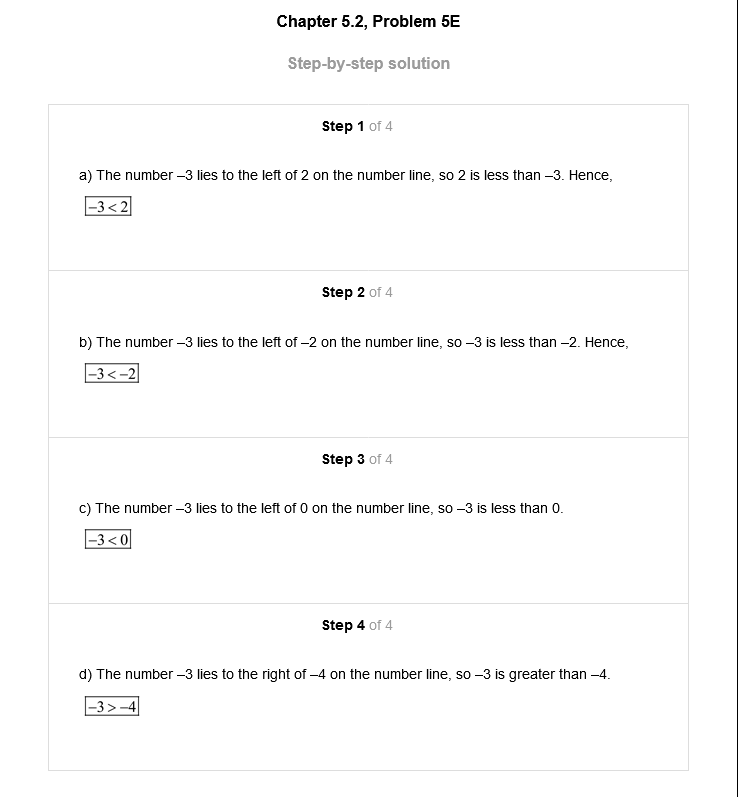 Chapter 5.2, Problem 5E
Step-by-step solution
Step 1 of 4
a) The number –3 lies to the left of 2 on the number line, so 2 is less than –3. Hence,
–3 < 2
Step 2 of 4
b) The number –3 lies to the left of –2 on the number line, so –3 is less than –2. Hence,
–3 < –2
Step 3 of 4
c) The number –3 lies to the left of 0 on the number line, so –3 is less than 0.
–3 < 0
Step 4 of 4
d) The number –3 lies to the right of –4 on the number line, so –3 is greater than –4.
–3 > –4